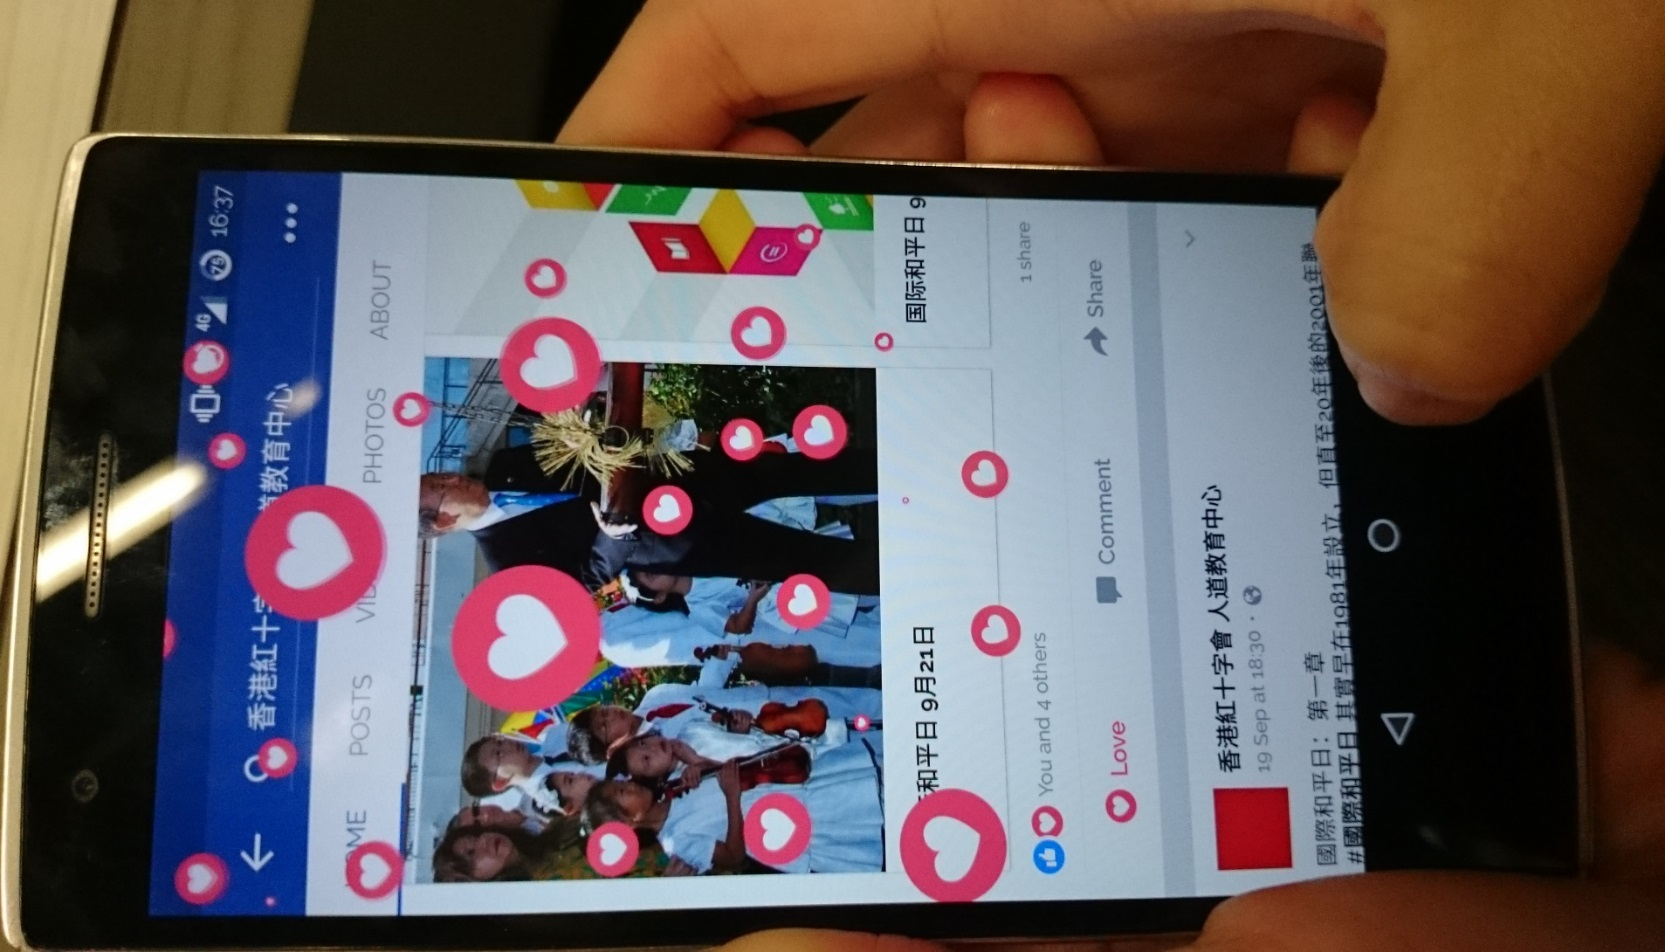 4G 75 16:37
香港紅十字 道教育中心
POSTS
PHOTOS
ABOUT
和平日 9月21日
国际和平日 9
You and 4 others
1 share
Love
Comment
Share
香港紅十字會 人道教育中心
19 Sep at 18:30 ·
國際和平日：第一章
#國際和平日 其實早在1981年設立，但直至20年後的2001年聯